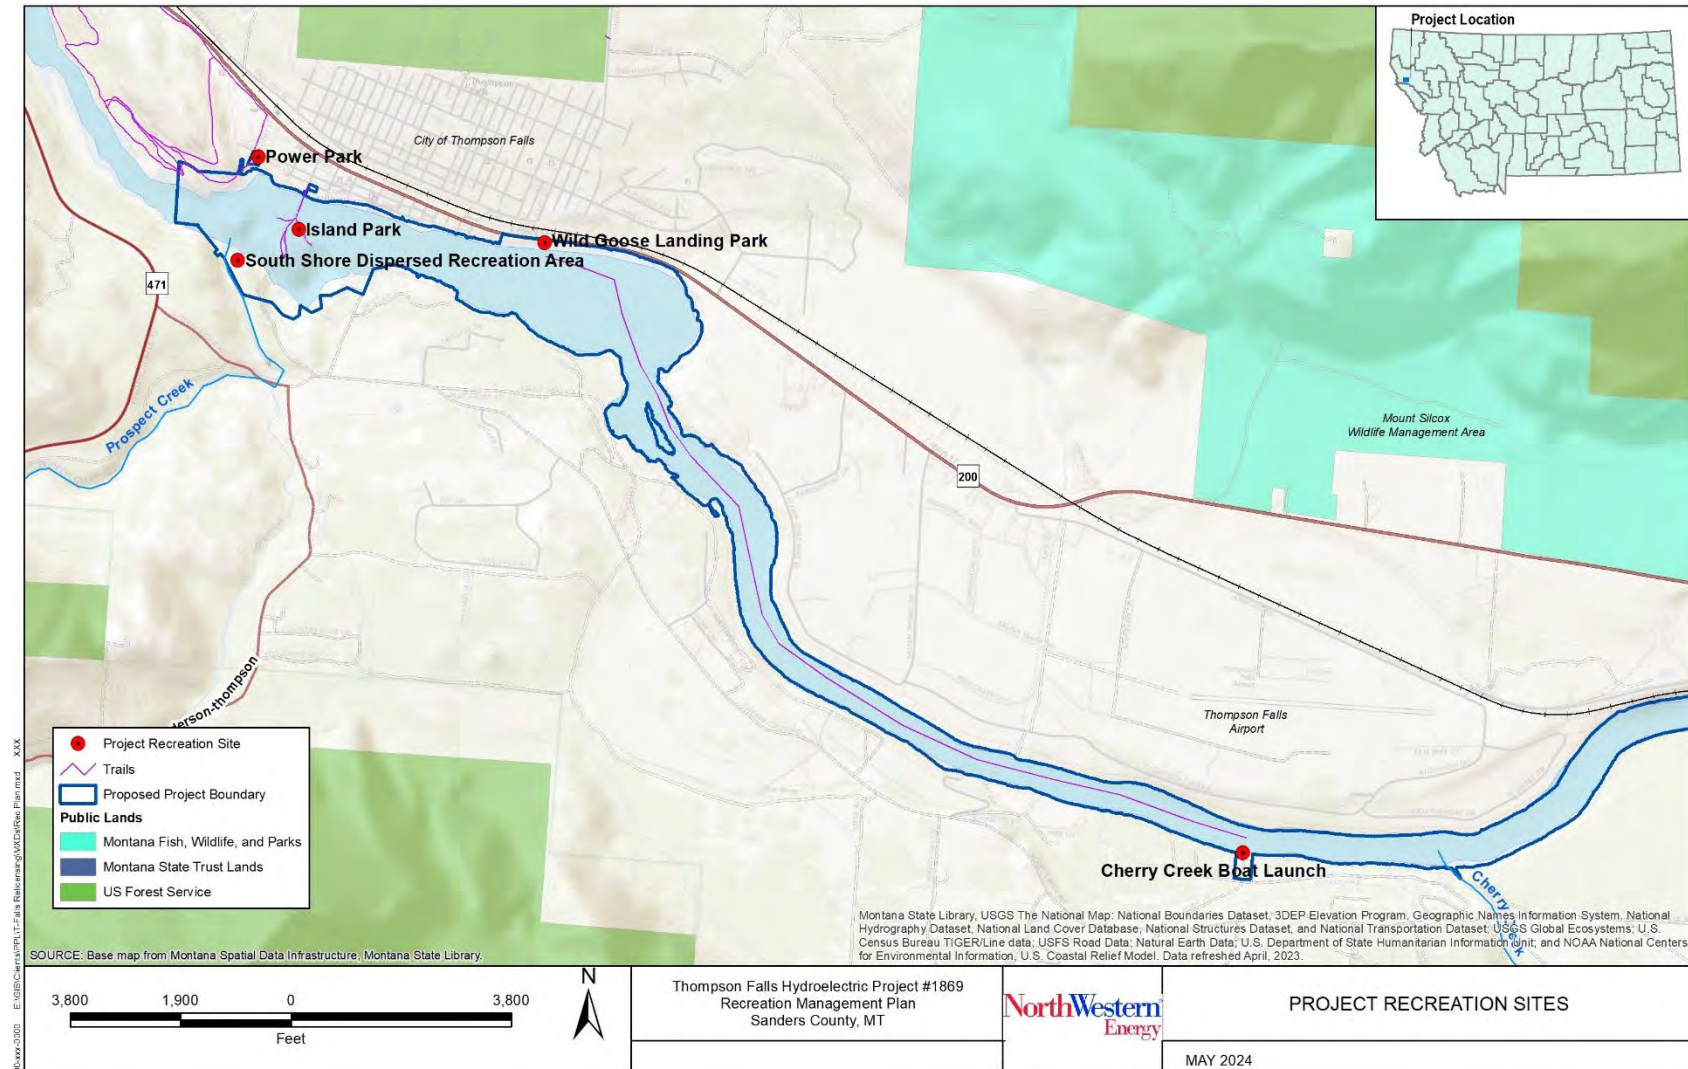 Project Location
City of Thompson Falls
Thompson
Power Park
Island Park
Wild Goose Landing Park
South Shore Dispersed Recreation Area
471
Prospect Creek
200
Mount Silcox
Wildlife Management Area
erson-thompson
Thompson Falls
Airport
Cherry Creek Boat Launch
Cherry Creek
Project Recreation Site
Trails
Proposed Project Boundary
Public Lands
Montana Fish, Wildlife, and Parks
Montana State Trust Lands
US Forest Service
SOURCE: Base map from Montana Spatial Data Infrastructure, Montana State Library.
Montana State Library, USGS The National Map: National Boundaries Dataset, 3DEP Elevation Program, Geographic Names Information System, National
Hydrography Dataset, National Land Cover Database, National Structures Dataset, and National Transportation Dataset; USGS Global Ecosystems; U.S.
Census Bureau TIGER/Line data; USFS Road Data; Natural Earth Data; U.S. Department of State Humanitarian Information Unit; and NOAA National Centers
for Environmental Information, U.S. Coastal Relief Model. Data refreshed April, 2023.
3,800 1,900 0 3,800
Feet
N
Thompson Falls Hydroelectric Project #1869
Recreation Management Plan
Sanders County, MT
NorthWestern
Energy
PROJECT RECREATION SITES
MAY 2024